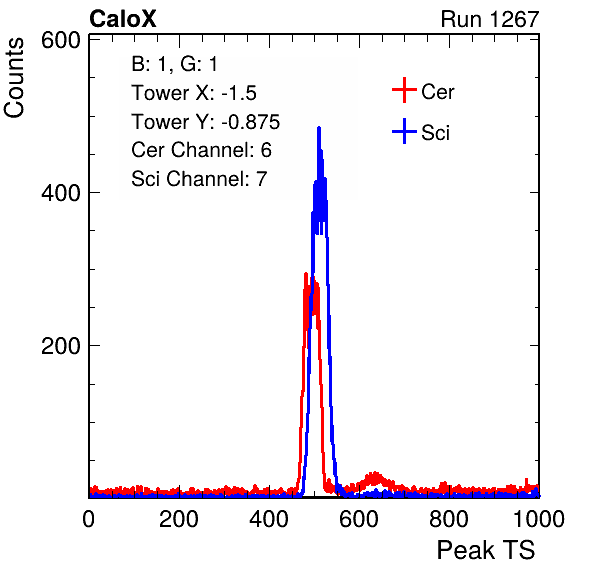 CaloX Run 1267
Counts
600
400
200
B: 1, G: 1
Tower X: -1.5
Tower Y: -0.875
Cer Channel: 6
Sci Channel: 7
Cer
Sci
0 200 400 600 800 1000
Peak TS